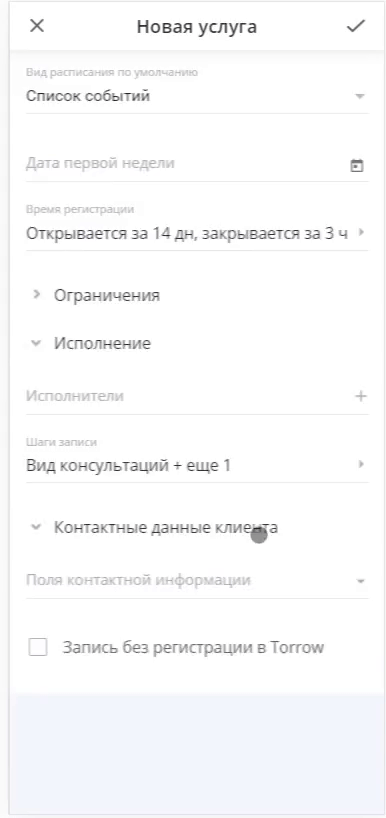 Новая услуга
Вид расписания по умолчанию
Список событий
Дата первой недели
Время регистрации
Открывается за 14 дн, закрывается за 3 ч
Ограничения
Исполнение
Исполнители
Шаги записи
Вид консультаций + еще 1
Контактные данные клиента
Поля контактной информации
Запись без регистрации в Torrow